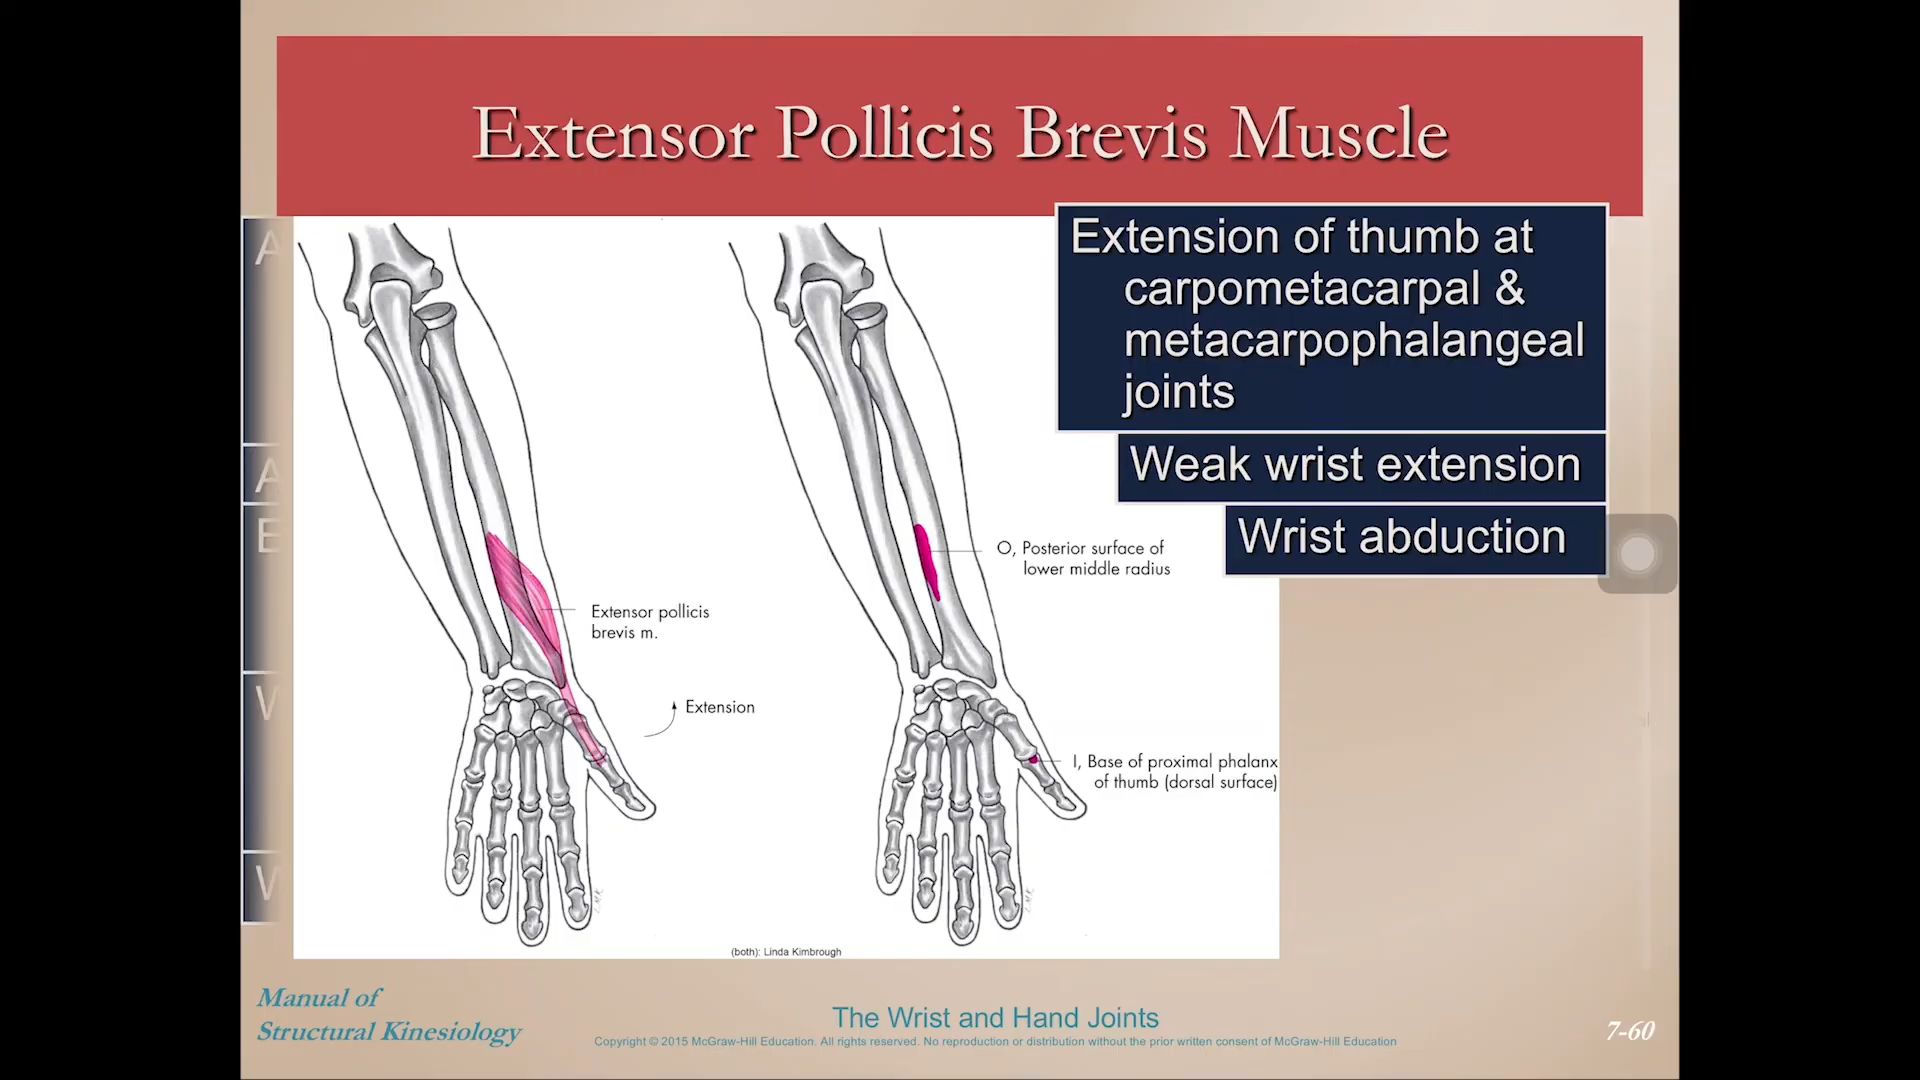 Extensor Pollicis Brevis Muscle
Extension of thumb at
carpometacarpal &
metacarpophalangeal
joints
Weak wrist extension
Wrist abduction
A
A
E
W
W
O, Posterior surface of
lower middle radius
Extensor pollicis
brevis m.
Extension
I, Base of proximal phalanx
of thumb (dorsal surface)
(both): Linda Kimbrough
Manual of
Structural Kinesiology
The Wrist and Hand Joints
Copyright © 2015 McGraw-Hill Education. All rights reserved. No reproduction or distribution without the prior written consent of McGraw-Hill Education
7-60